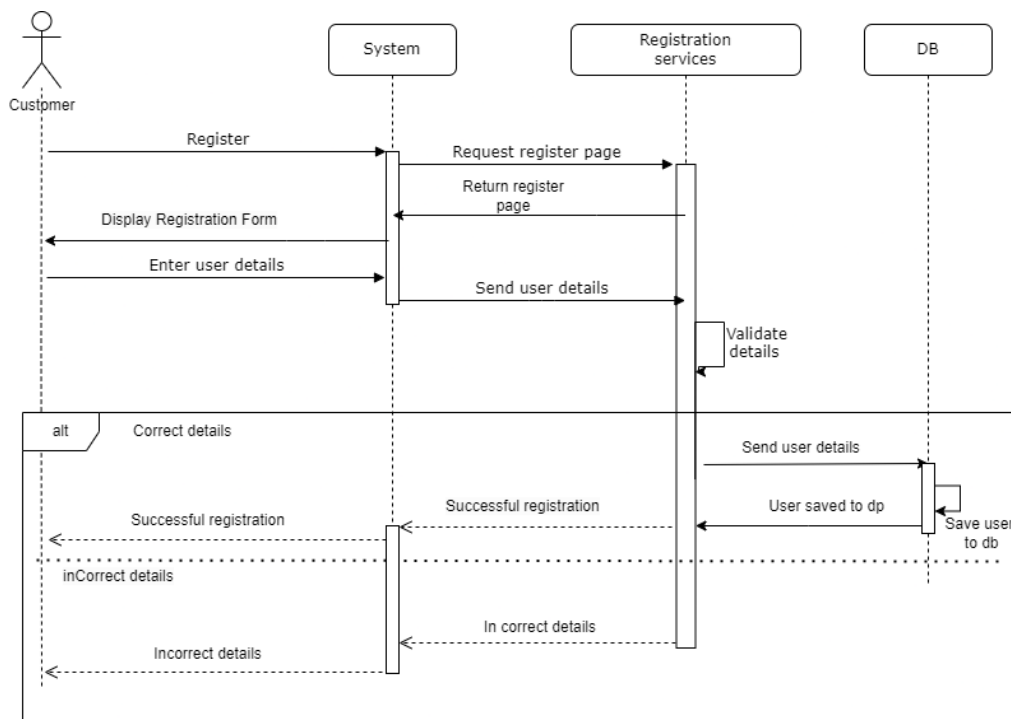 System
Registration
services
DB
Customer
Register
Request register page
Return register
page
Display Registration Form
Enter user details
Send user details
Validate
details
alt
Correct details
Send user details
User saved to dp
Save user
to db
Successful registration
Successful registration
inCorrect details
In correct details
Incorrect details